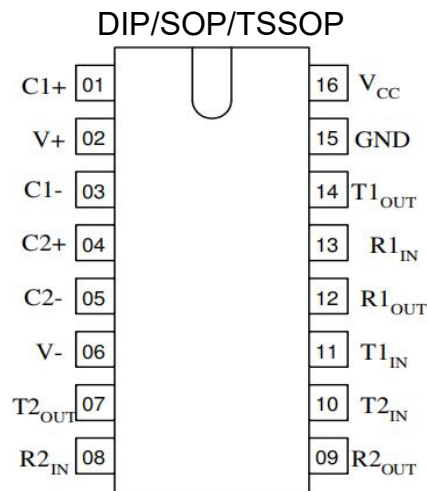 DIP/SOP/TSSOP
C1+ 01 16 VCC
V+ 02 15 GND
C1- 03 14 T1OUT
C2+ 04 13 R1IN
C2- 05 12 R1OUT
V- 06 11 T1IN
T2OUT 07 10 T2IN
R2IN 08 09 R2OUT